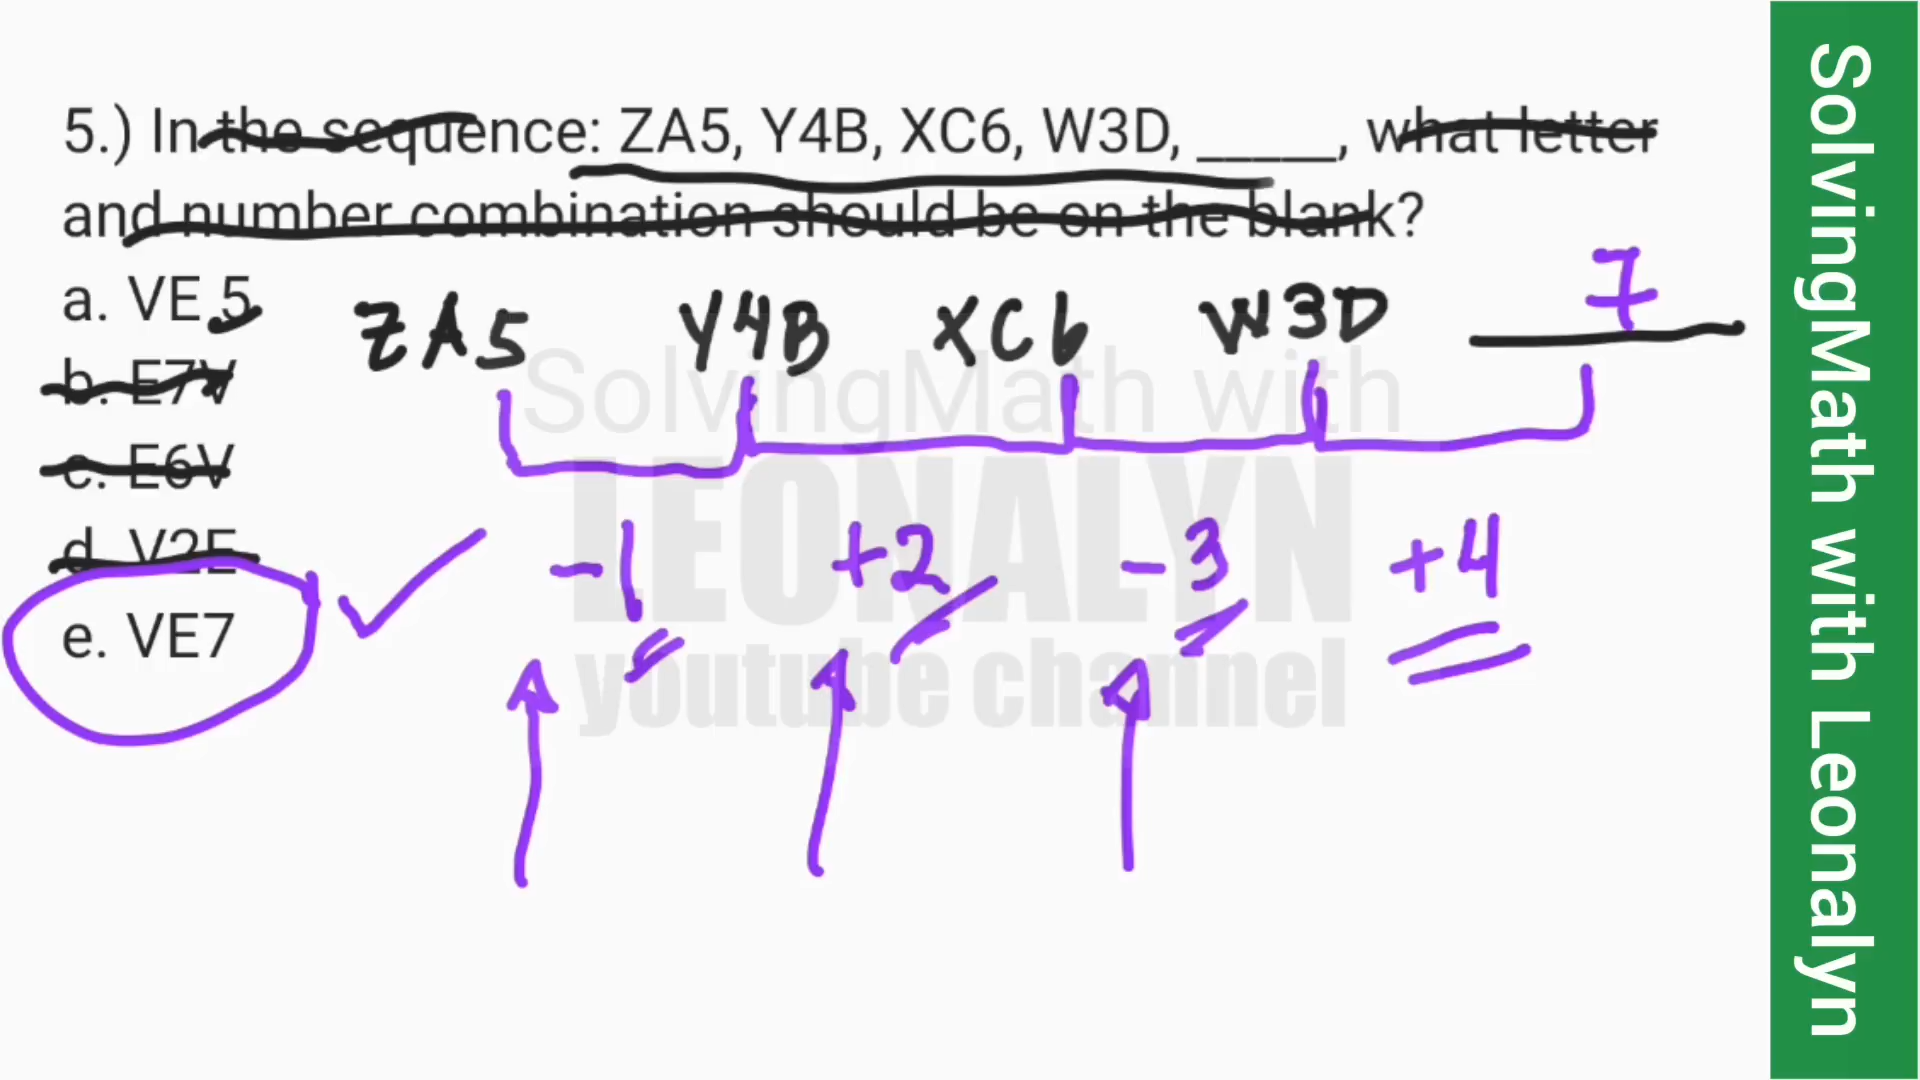 5.) In the sequence: ZA5, Y4B, XC6, W3D, _____, what letter
and number combination should be on the blank?
a. VE 5
b. E7V
c. E6V
d. V2E
e. VE7
ZA5 Y4B XC6 W3D 7
-1 +2 -3 +4
SolvingMath with
LEONALYN
youtube channel
SolvingMath with Leonalyn